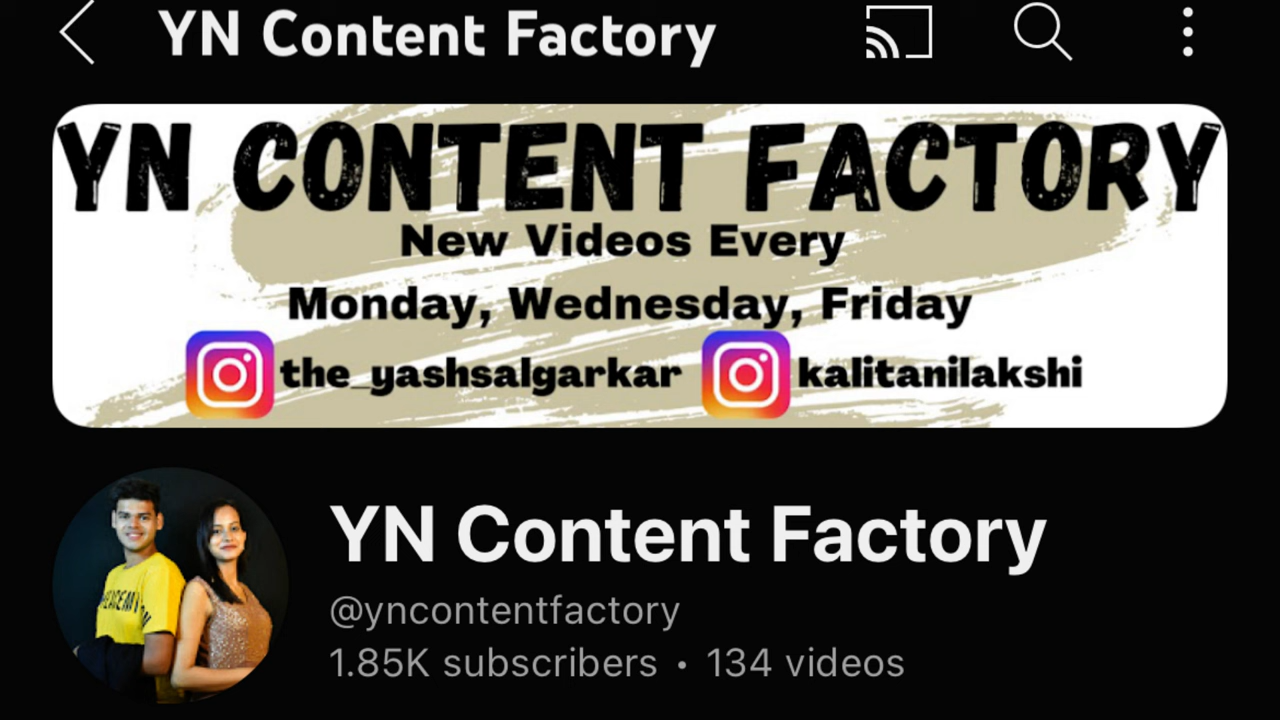 YN Content Factory
YN CONTENT FACTORY
New Videos Every
Monday, Wednesday, Friday
the_yashsalgarkar kalitanilakshi
YN Content Factory
@yncontentfactory
1.85K subscribers • 134 videos